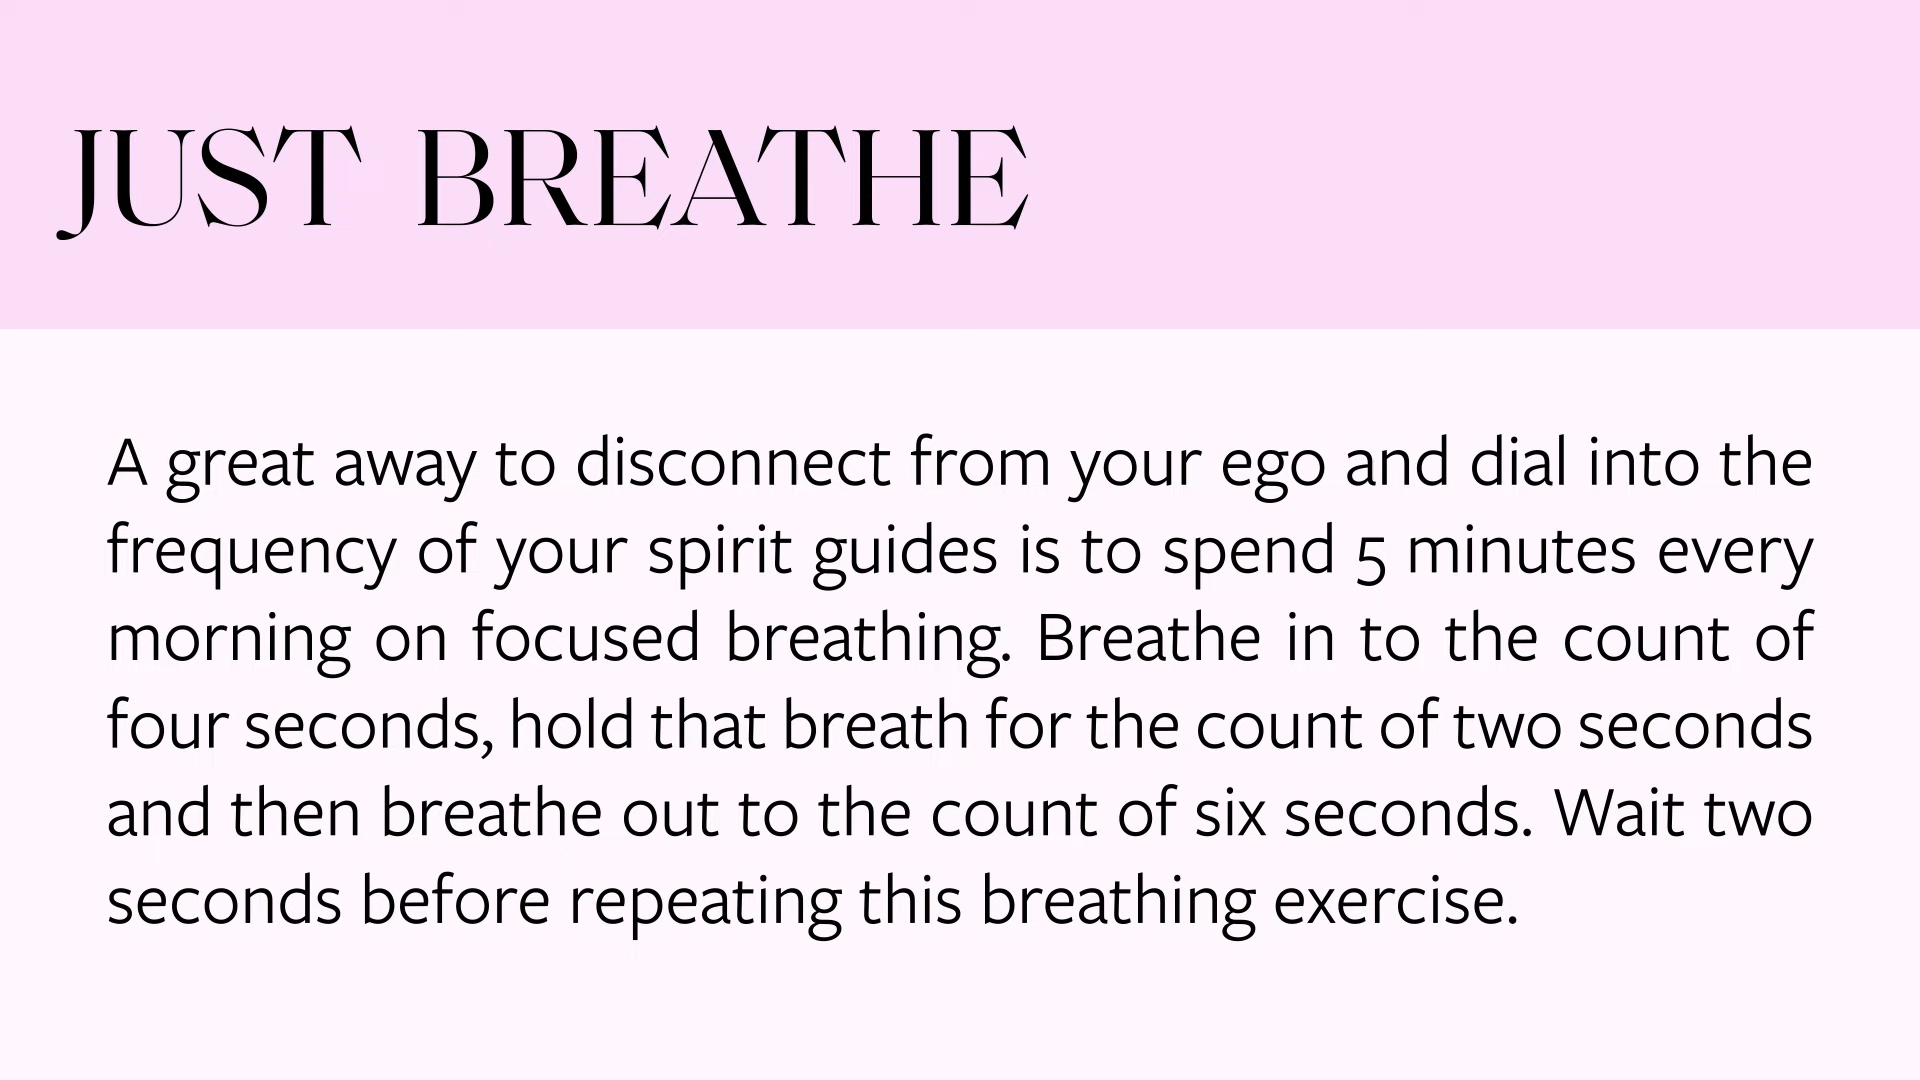 JUST BREATHE
A great away to disconnect from your ego and dial into the
frequency of your spirit guides is to spend 5 minutes every
morning on focused breathing. Breathe in to the count of
four seconds, hold that breath for the count of two seconds
and then breathe out to the count of six seconds. Wait two
seconds before repeating this breathing exercise.